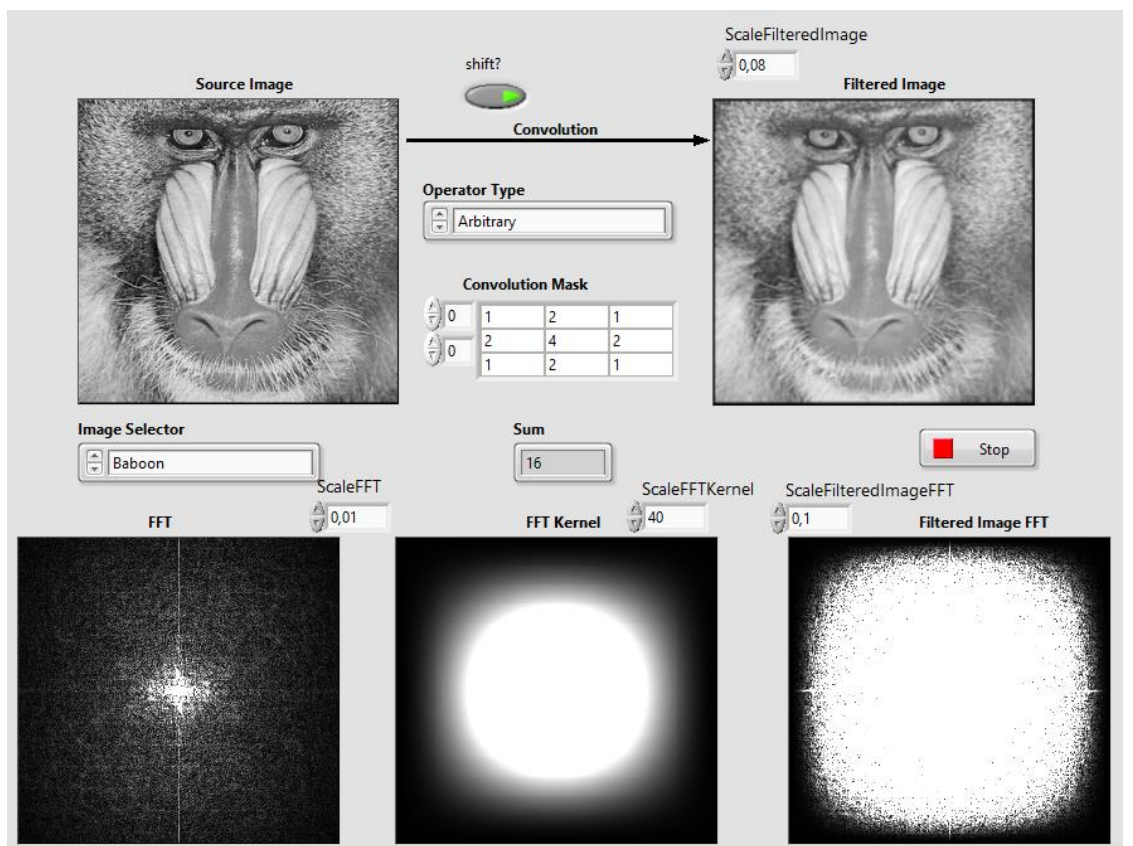 ScaleFilteredImage
0,08
shift?
Source Image
Filtered Image
Convolution
Operator Type
Arbitrary
Convolution Mask
0 1 2 1
0 2 4 2
1 2 1
Image Selector
Baboon
Sum
16
Stop
ScaleFFT
0,01
ScaleFFTKernel
40
ScaleFilteredImageFFT
0,1
FFT
FFT Kernel
Filtered Image FFT